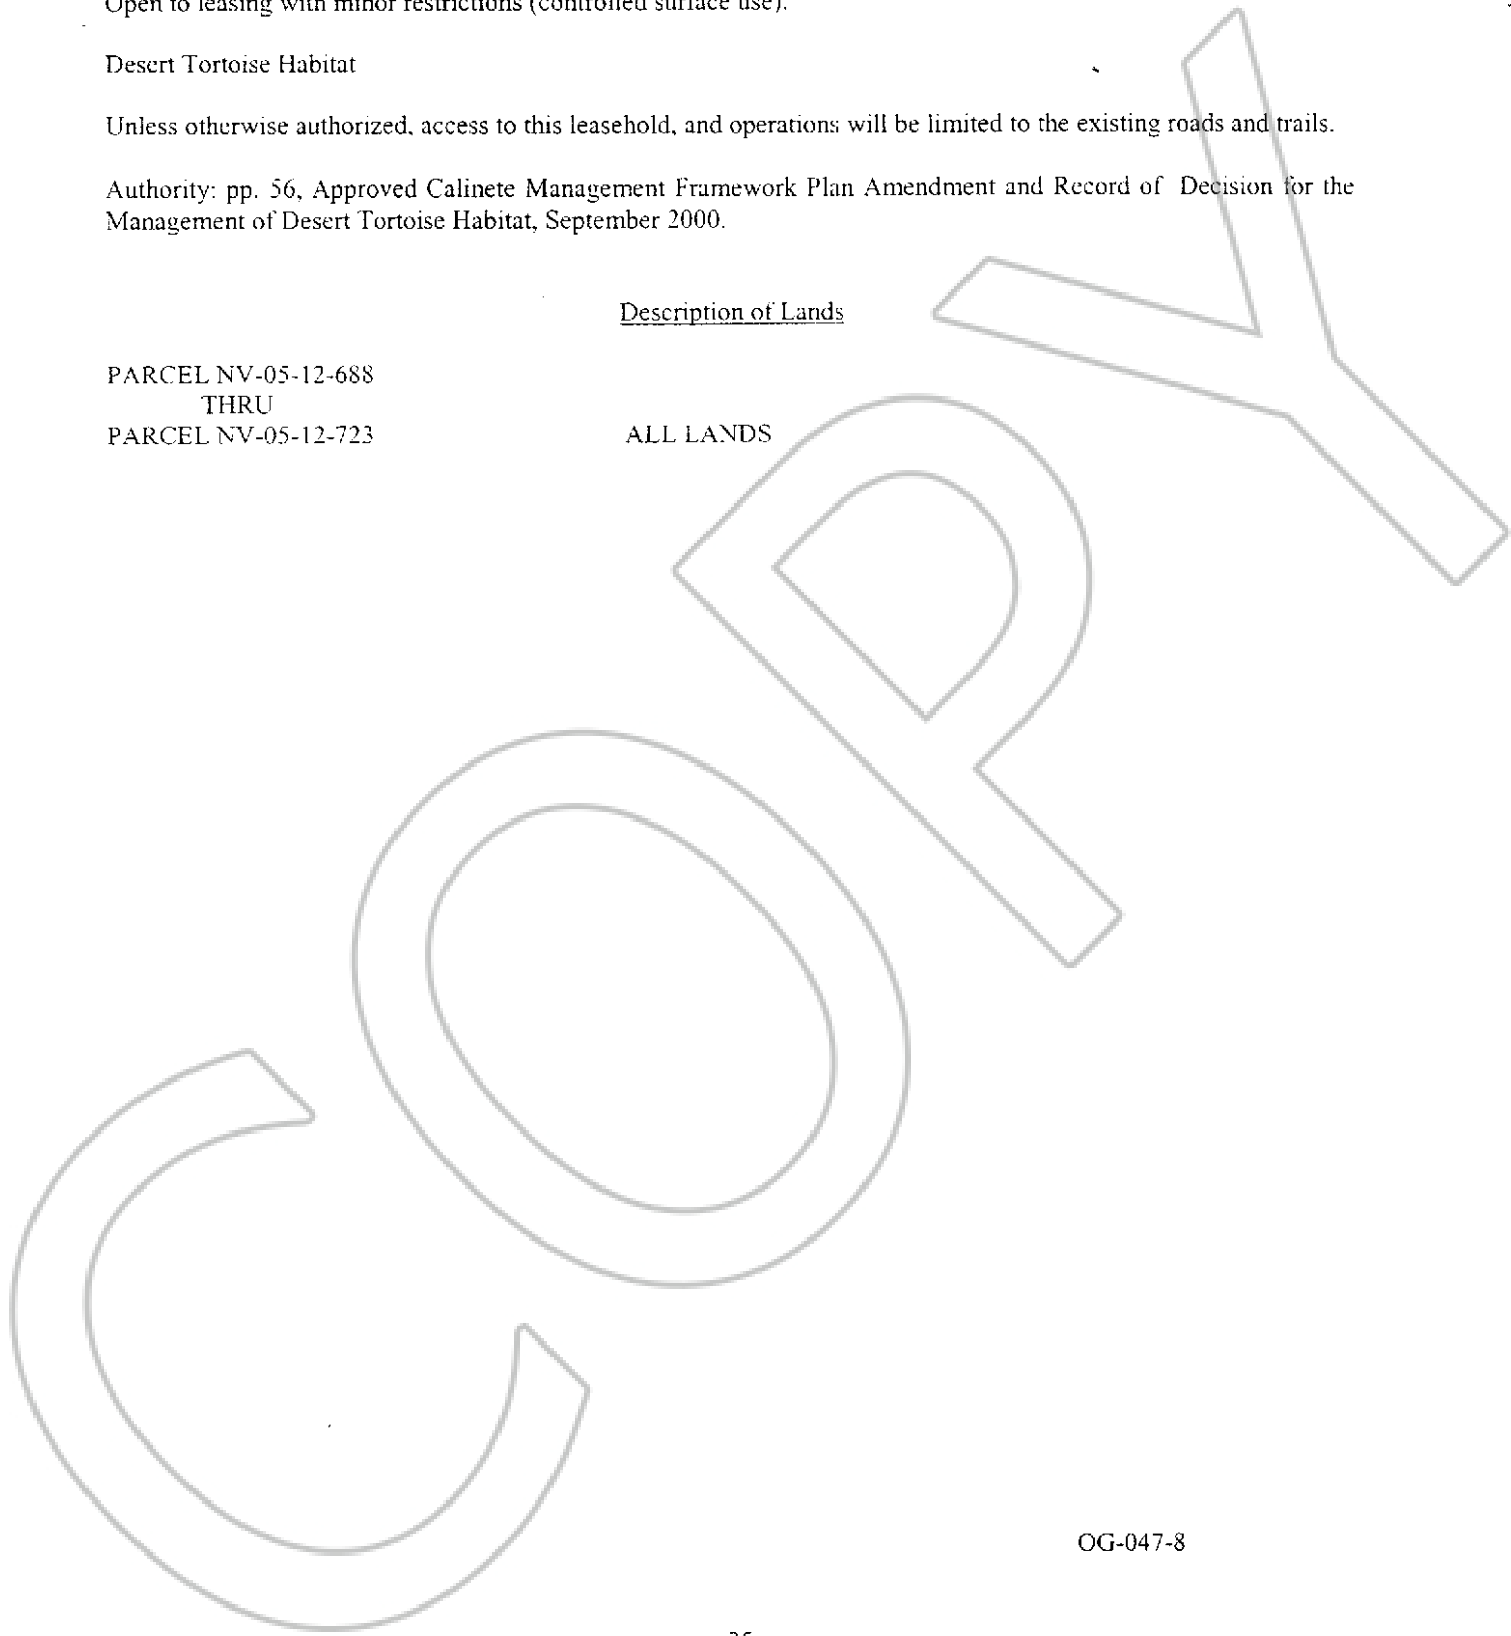 Open to leasing with minor restrictions (controlled surface use).
Desert Tortoise Habitat
Unless otherwise authorized, access to this leasehold, and operations will be limited to the existing roads and trails.
Authority: pp. 56, Approved Calinete Management Framework Plan Amendment and Record of Decision for the
Management of Desert Tortoise Habitat, September 2000.
Description of Lands
PARCEL NV-05-12-688
THRU
PARCEL NV-05-12-723 ALL LANDS
COPY
OG-047-8